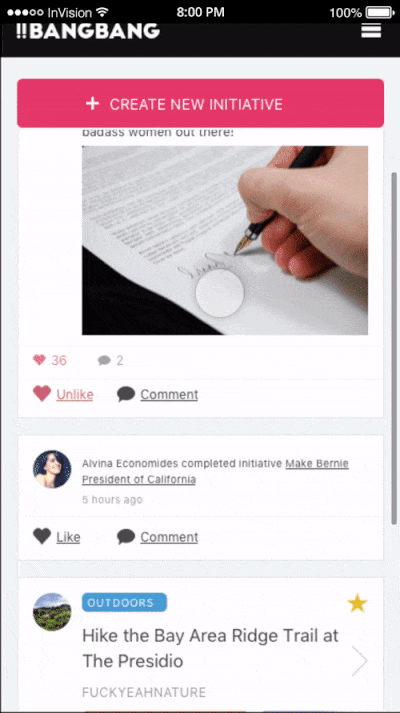 InVision
8:00 PM
100%
!!BANGBANG
+ CREATE NEW INITIATIVE
badass women out there!
36
2
Unlike
Comment
Alvina Economides completed initiative Make Bernie
President of California
5 hours ago
Like
Comment
OUTDOORS
Hike the Bay Area Ridge Trail at
The Presidio
FUCKYEAHNATURE